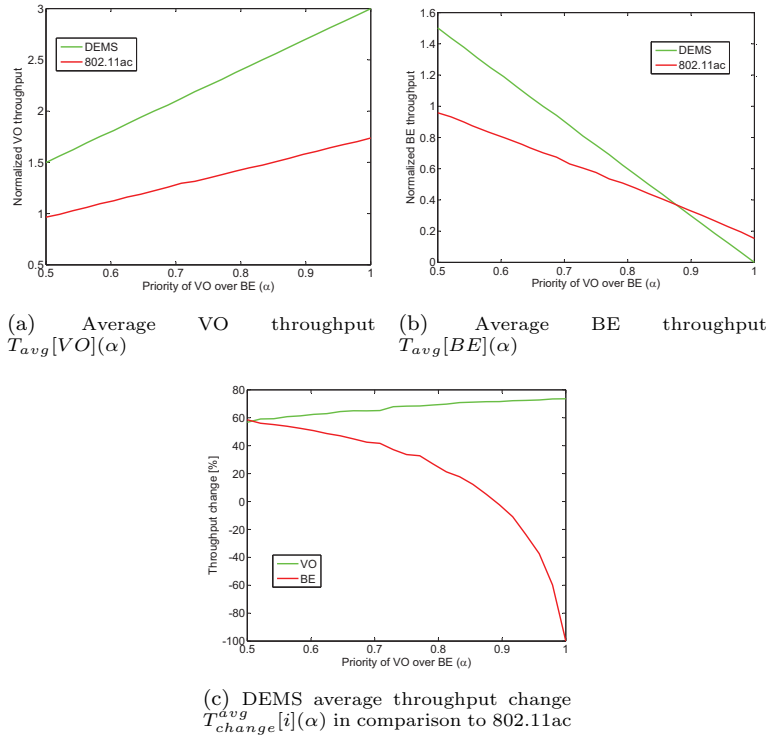 3
2.5
2
1.5
1
0.5
0.5
0.6
0.7
0.8
0.9
1
Normalized VO throughput
Priority of VO over BE (α)
DEMS
802.11ac
(a) Average VO throughput
T_{avg}[VO](α)
1.6
1.4
1.2
1
0.8
0.6
0.4
0.2
0
0.5
0.6
0.7
0.8
0.9
1
Normalized BE throughput
Priority of VO over BE (α)
DEMS
802.11ac
(b) Average BE throughput
T_{avg}[BE](α)
80
60
40
20
0
-20
-40
-60
-80
-100
0.5
0.6
0.7
0.8
0.9
1
Throughput change [%]
Priority of VO over BE (α)
VO
BE
(c) DEMS average throughput change
T^{avg}_{change}[i](α) in comparison to 802.11ac